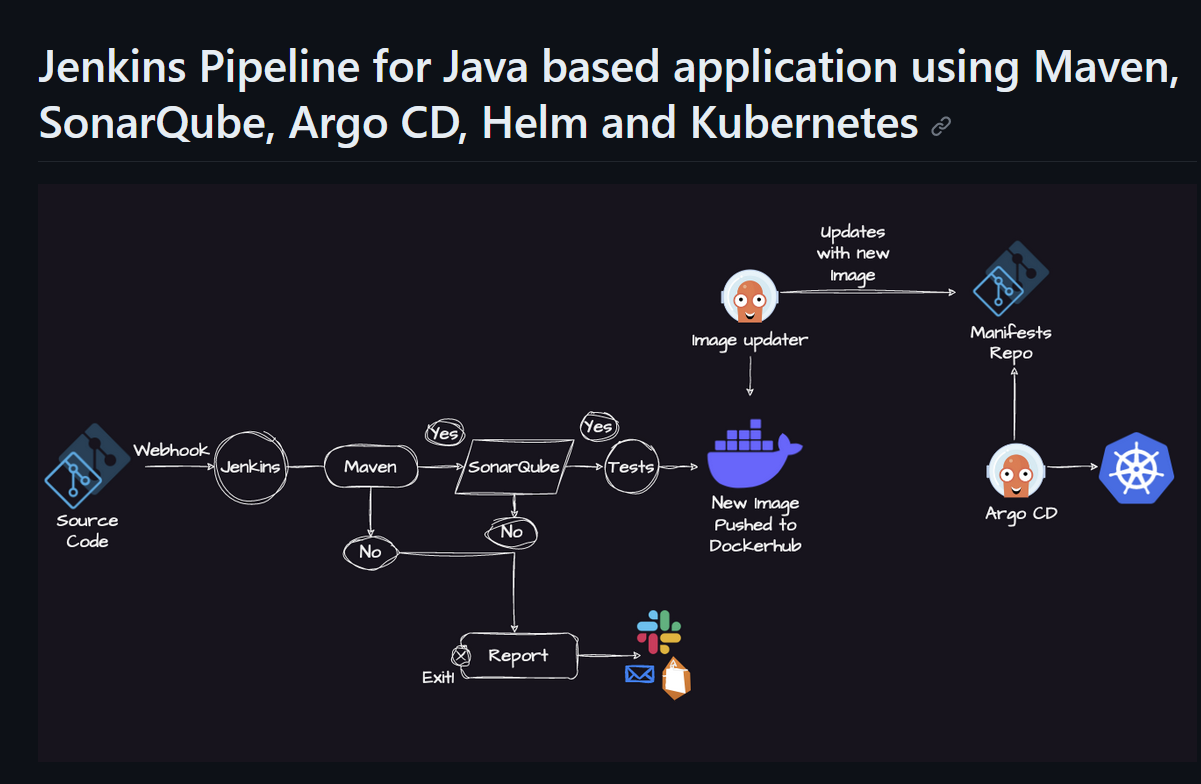 Jenkins Pipeline for Java based application using Maven,
SonarQube, Argo CD, Helm and Kubernetes
Updates
with new
Image
Image updater
Manifests
Repo
Webhook
Jenkins
Maven
Yes
SonarQube
Yes
Tests
Source
Code
No
No
New Image
Pushed to
Dockerhub
Argo CD
Report
Exit!